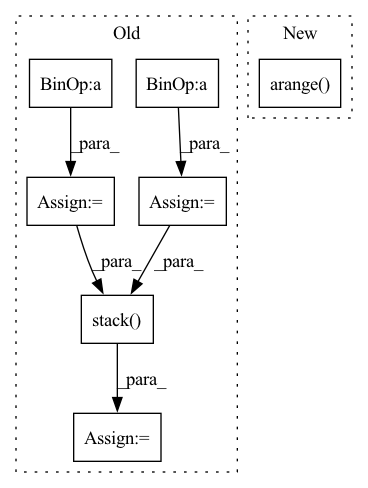 Old
New
BinOp:a
BinOp:a
arange()
_para_
_para_
Assign:=
Assign:=
_para_
_para_
stack()
_para_
Assign:=